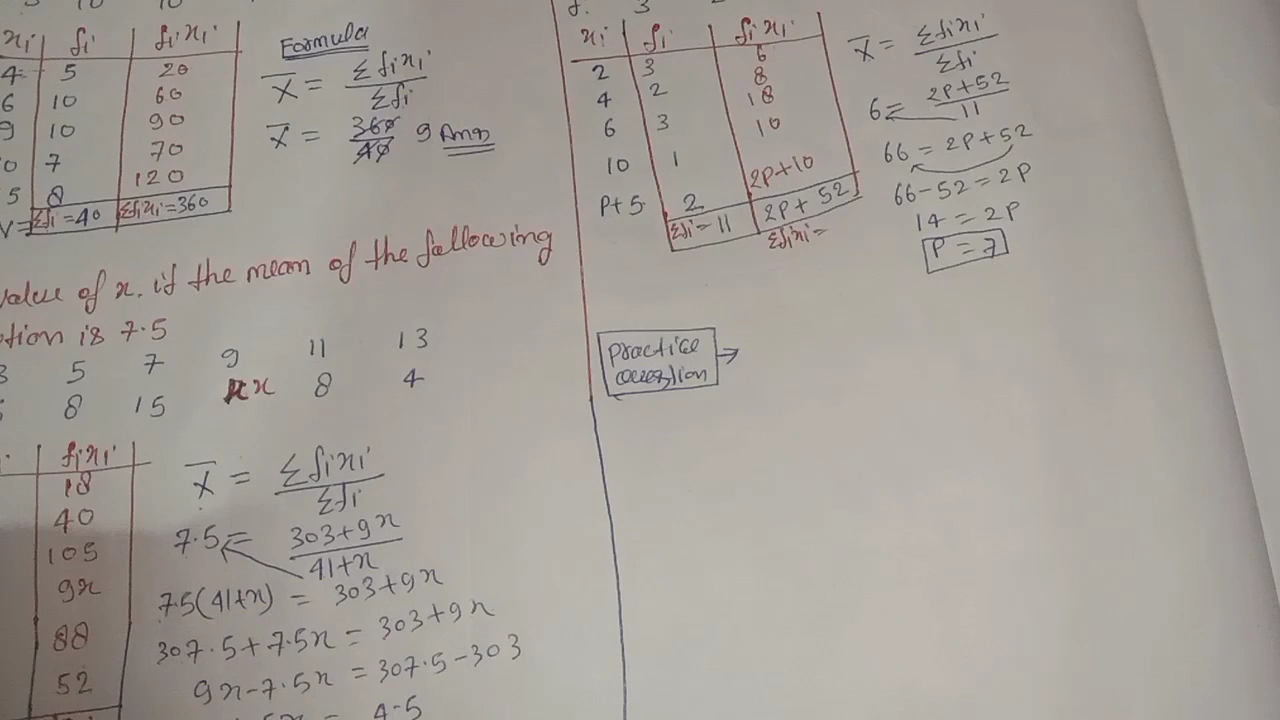 xi fi fixi
4 5 20
6 10 60
9 10 90
0 7 70
5 8 120
Σfi = 40 Σfixi = 360
Formula
X̄ = Σfixi / Σfi
X̄ = 360 / 40 9 Ans
value of x. if the mean of the following
tion is 7.5
3 5 7 9 11 13
8 15 x 8 4
fixi
18
40
105
9x
88
52
X̄ = Σfixi / Σfi
7.5 = 303+9x / 41+x
7.5(41+x) = 303+9x
307.5+7.5x = 303+9x
9x-7.5x = 307.5-303
5x = 4.5
f. 3
xi fi fixi
2 3 6
4 2 8
6 3 18
10 1 10
P+5 2 2P+10
Σfi = 11 2P+52
Σfixi =
X̄ = Σfixi / Σfi
6 = 2P+52 / 11
66 = 2P+52
66-52 = 2P
14 = 2P
P = 7
practice
question →